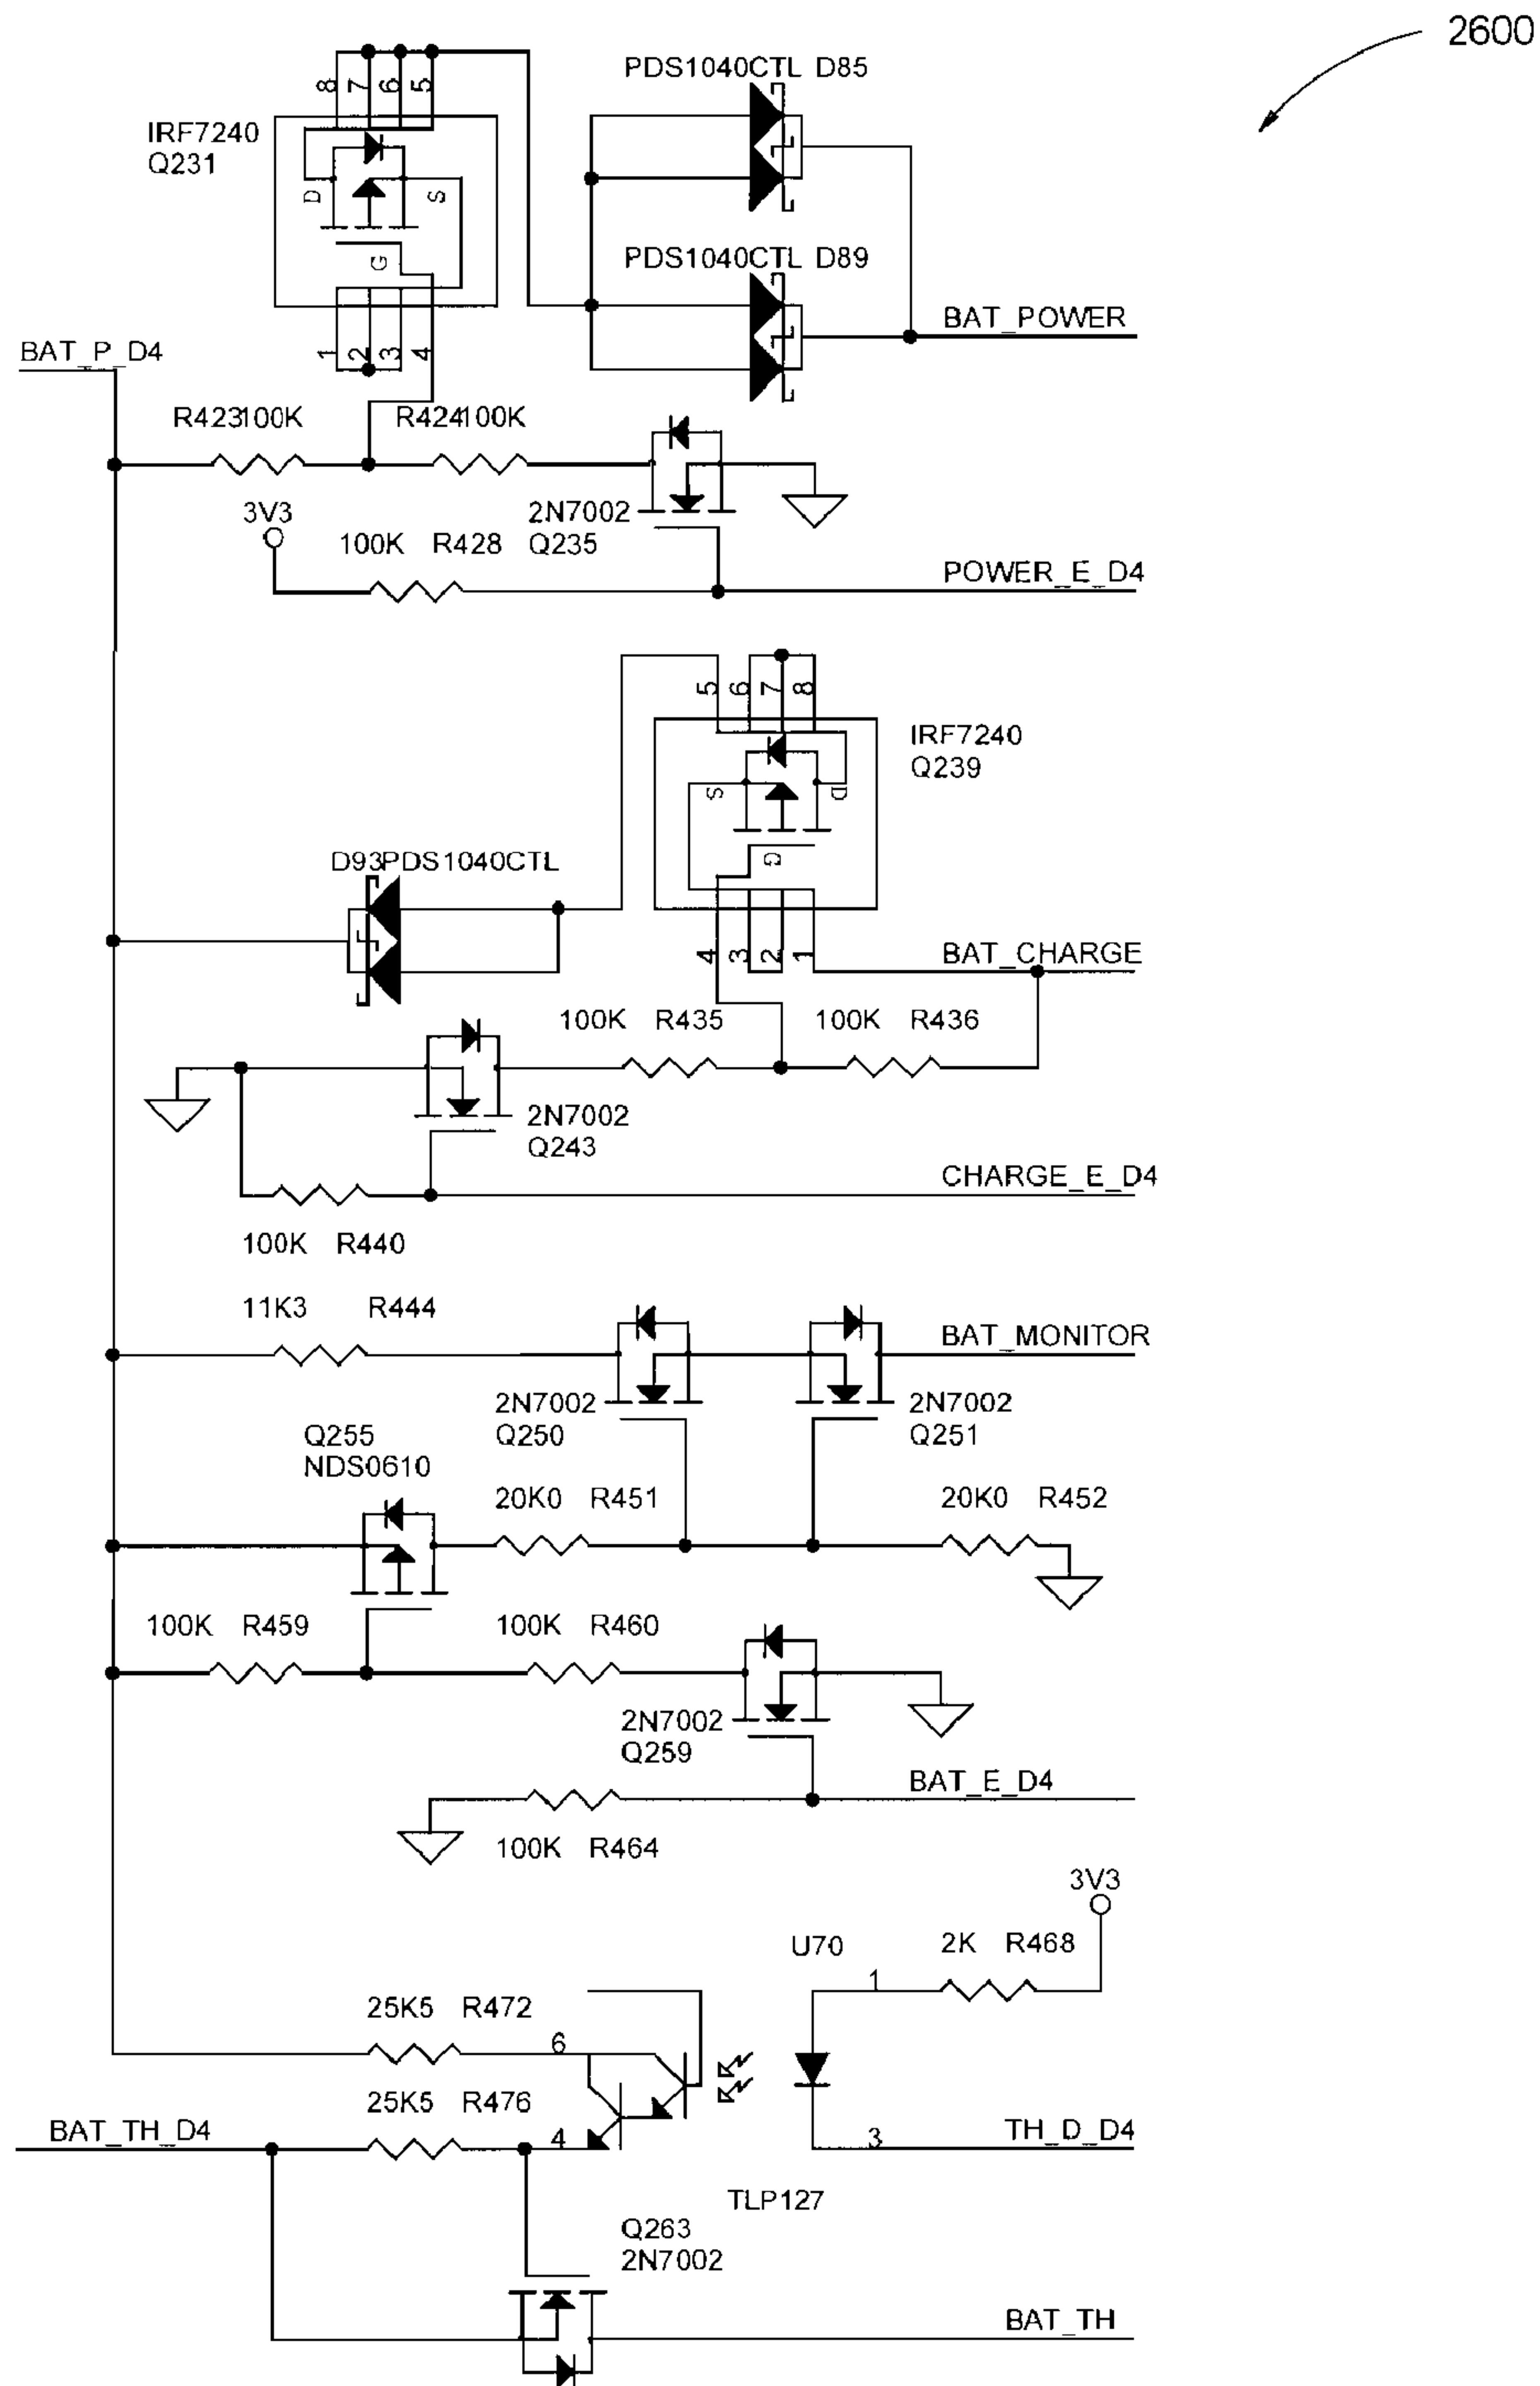 2600
PDS1040CTL D85
8 7 6 5
IRF7240
Q231
D S
G
PDS1040CTL D89
BAT_POWER
1 2 3 4
BAT_P_D4
R423100K R424100K
3V3
2N7002
Q235
100K R428
POWER_E_D4
5 6 7 8
IRF7240
Q239
S D
G
D93PDS1040CTL
4 3 2 1
BAT_CHARGE
100K R435 100K R436
2N7002
Q243
CHARGE_E_D4
100K R440
11K3 R444
BAT_MONITOR
2N7002
Q250
2N7002
Q251
Q255
NDS0610
20K0 R451 20K0 R452
100K R459 100K R460
2N7002
Q259
BAT_E_D4
100K R464
3V3
U70
2K R468
1
25K5 R472
6
25K5 R476
BAT_TH_D4
4
3
TH_D_D4
TLP127
Q263
2N7002
BAT_TH